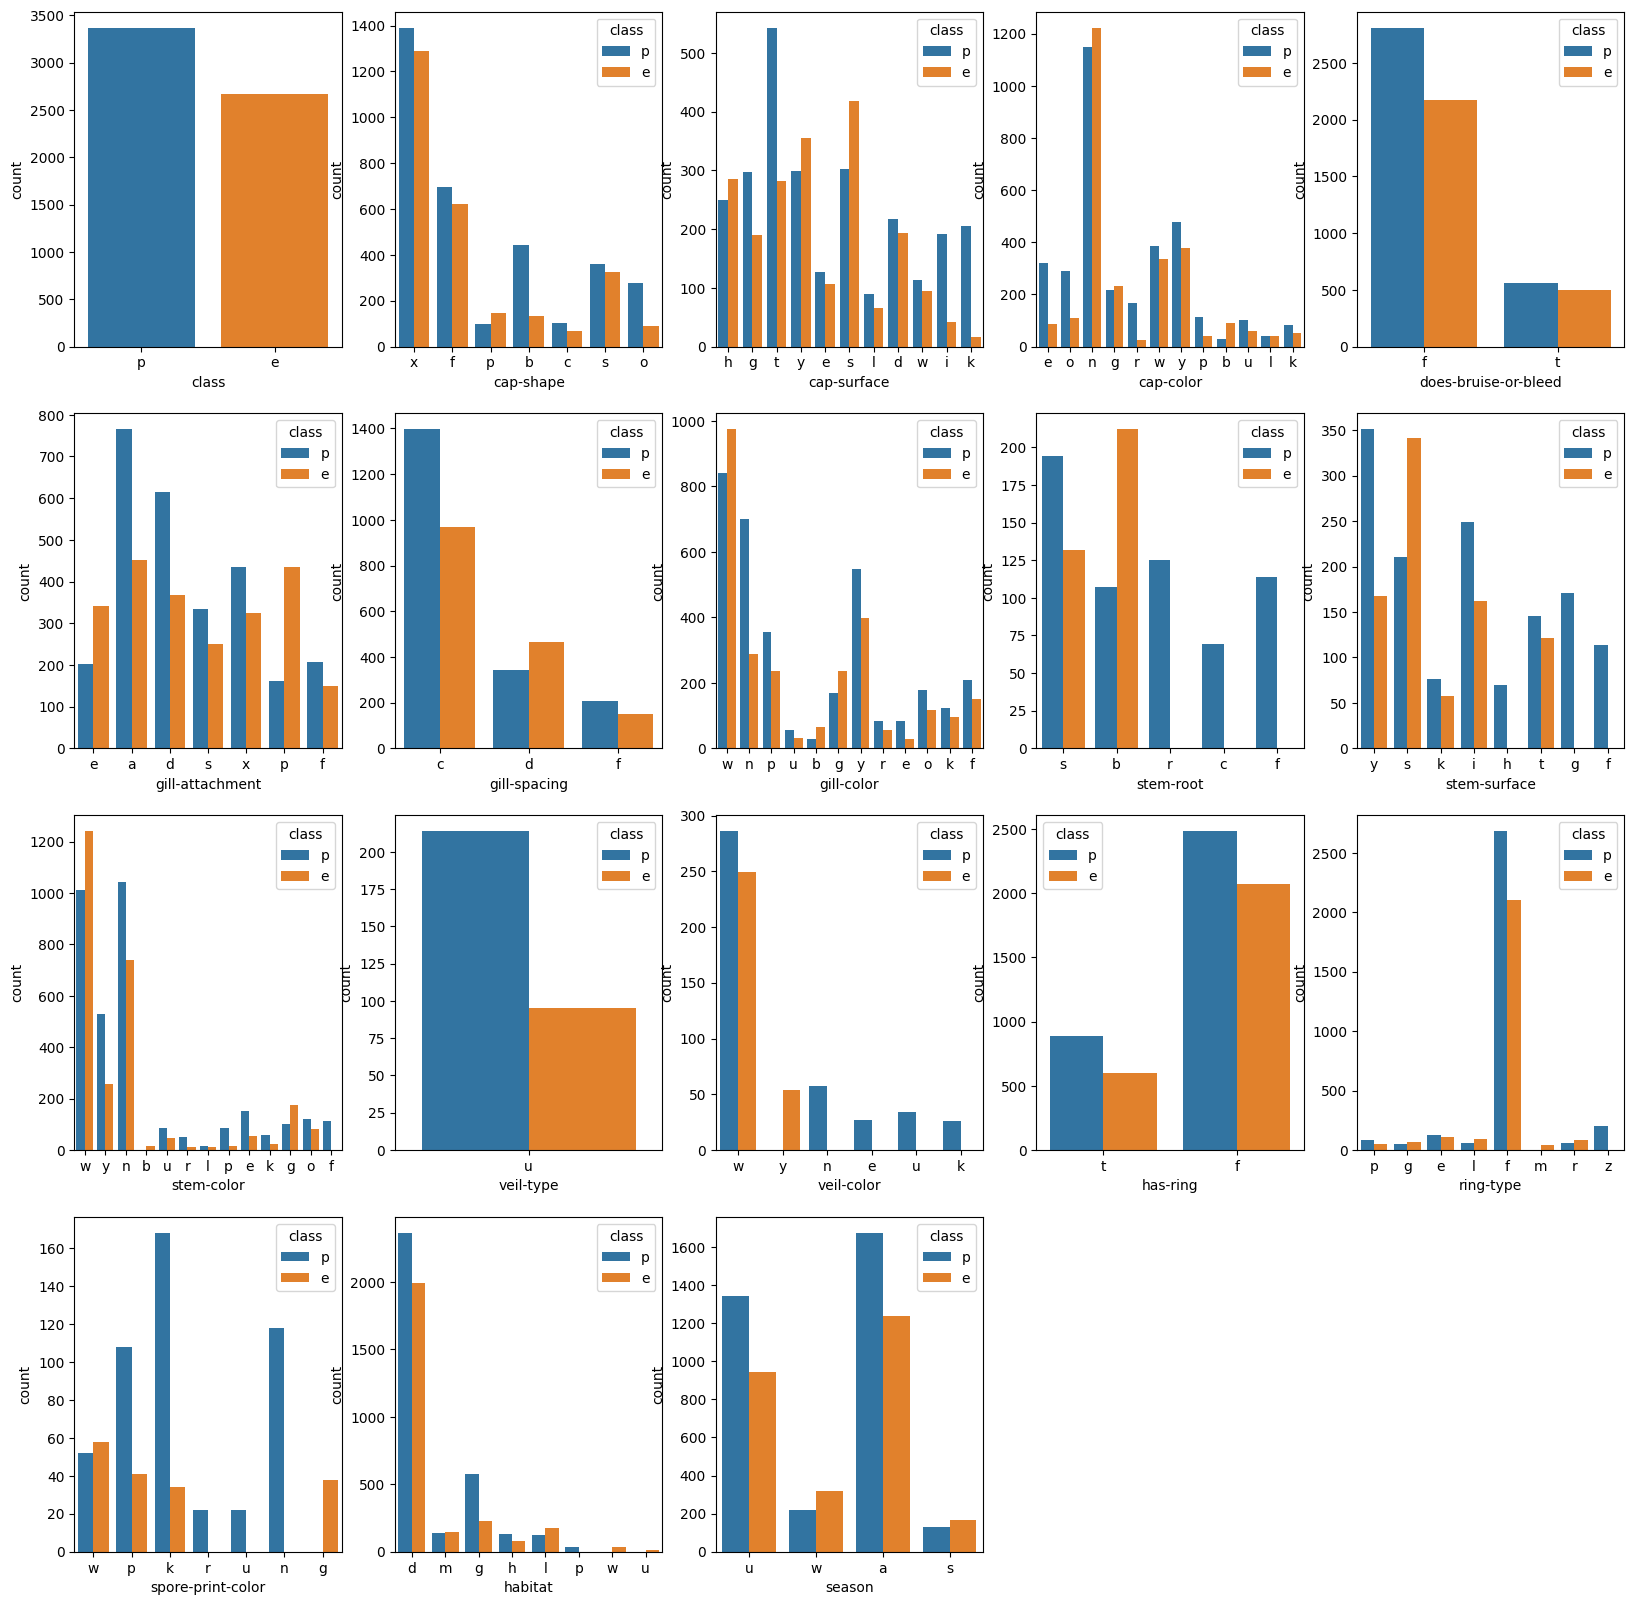 3500
3000
2500
2000
1500
1000
500
0
count
p e
class
1400
1200
1000
800
600
400
200
0
count
class
p
e
x f p b c s o
cap-shape
500
400
300
200
100
0
count
class
p
e
h g t y e s l d w i k
cap-surface
1200
1000
800
600
400
200
0
count
class
p
e
e o n g r w y p b u l k
cap-color
2500
2000
1500
1000
500
0
count
class
p
e
f t
does-bruise-or-bleed
800
700
600
500
400
300
200
100
0
count
class
p
e
e a d s x p f
gill-attachment
1400
1200
1000
800
600
400
200
0
count
class
p
e
c d f
gill-spacing
1000
800
600
400
200
0
count
class
p
e
w n p u b g y r e o k f
gill-color
200
175
150
125
100
75
50
25
0
count
class
p
e
s b r c f
stem-root
350
300
250
200
150
100
50
0
count
class
p
e
y s k i h t g f
stem-surface
1200
1000
800
600
400
200
0
count
class
p
e
w y n b u r l p e k g o f
stem-color
200
175
150
125
100
75
50
25
0
count
class
p
e
u
veil-type
300
250
200
150
100
50
0
count
class
p
e
w y n e u k
veil-color
2500
2000
1500
1000
500
0
count
class
p
e
t f
has-ring
2500
2000
1500
1000
500
0
count
class
p
e
p g e l f m r z
ring-type
160
140
120
100
80
60
40
20
0
count
class
p
e
w p k r u n g
spore-print-color
2000
1500
1000
500
0
count
class
p
e
d m g h l p w u
habitat
1600
1400
1200
1000
800
600
400
200
0
count
class
p
e
u w a s
season